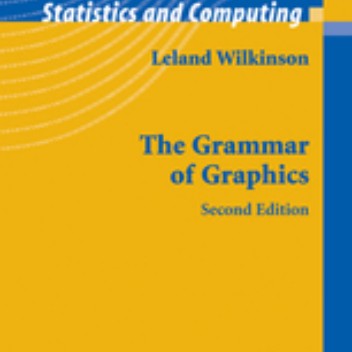 Statistics and Computing
Leland Wilkinson
The Grammar
of Graphics
Second Edition